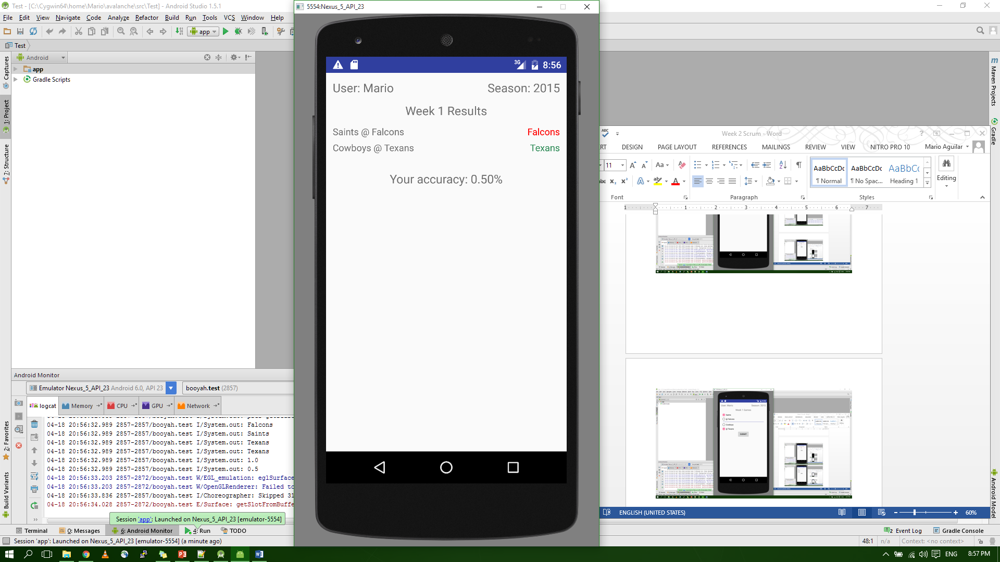 Test - [C:\Cygwin64\home\Mario\avalanche\src\Test] - Android Studio 1.5.1
File Edit View Navigate Code Analyze Refactor Build Run Tools VCS Window Help
app
Test
Android
app
Gradle Scripts
Captures
1: Project
7: Structure
2: Favorites
Build Variants
5554:Nexus_5_API_23
3G 8:56
User: Mario Season: 2015
Week 1 Results
Saints @ Falcons Falcons
Cowboys @ Texans Texans
Your accuracy: 0.50%
Maven Projects
Gradle
Android Model
Week 2 Scrum - Word
DESIGN PAGE LAYOUT REFERENCES MAILINGS REVIEW VIEW NITRO PRO 10 Mario Aguilar
11
AaBbCcDc AaBbCcDc AaBbCc
¶ Normal ¶ No Spac... Heading 1
Editing
Font Paragraph Styles
1 1 2 3 4 5 6 7
ENGLISH (UNITED STATES) 60%
Android Monitor
Emulator Nexus_5_API_23 Android 6.0, API 23 booyah.test (2857)
logcat Memory CPU GPU Network
04-18 20:56:32.989 2857-2857/booyah.test I/System.out: Falcons
04-18 20:56:32.989 2857-2857/booyah.test I/System.out: Saints
04-18 20:56:32.989 2857-2857/booyah.test I/System.out: Texans
04-18 20:56:32.989 2857-2857/booyah.test I/System.out: Texans
04-18 20:56:32.989 2857-2857/booyah.test I/System.out: 1.0
04-18 20:56:32.989 2857-2857/booyah.test I/System.out: 0.5
04-18 20:56:33.203 2857-2872/booyah.test W/EGL_emulation: eglSurface
04-18 20:56:33.203 2857-2872/booyah.test W/OpenGLRenderer: Failed to
04-18 20:56:33.836 2857-2857/booyah.test I/Choreographer: Skipped 31
04-18 20:56:34.028 2857-2872/booyah.test E/Surface: getSlotFromBuffe
Session 'app': Launched on Nexus_5_API_23 [emulator-5554]
Terminal 0: Messages 6: Android Monitor 4: Run TODO
2 Event Log Gradle Console
Session 'app': Launched on Nexus_5_API_23 [emulator-5554] (a minute ago)
48:1 n/a Context: <no context>
ENG 8:57 PM